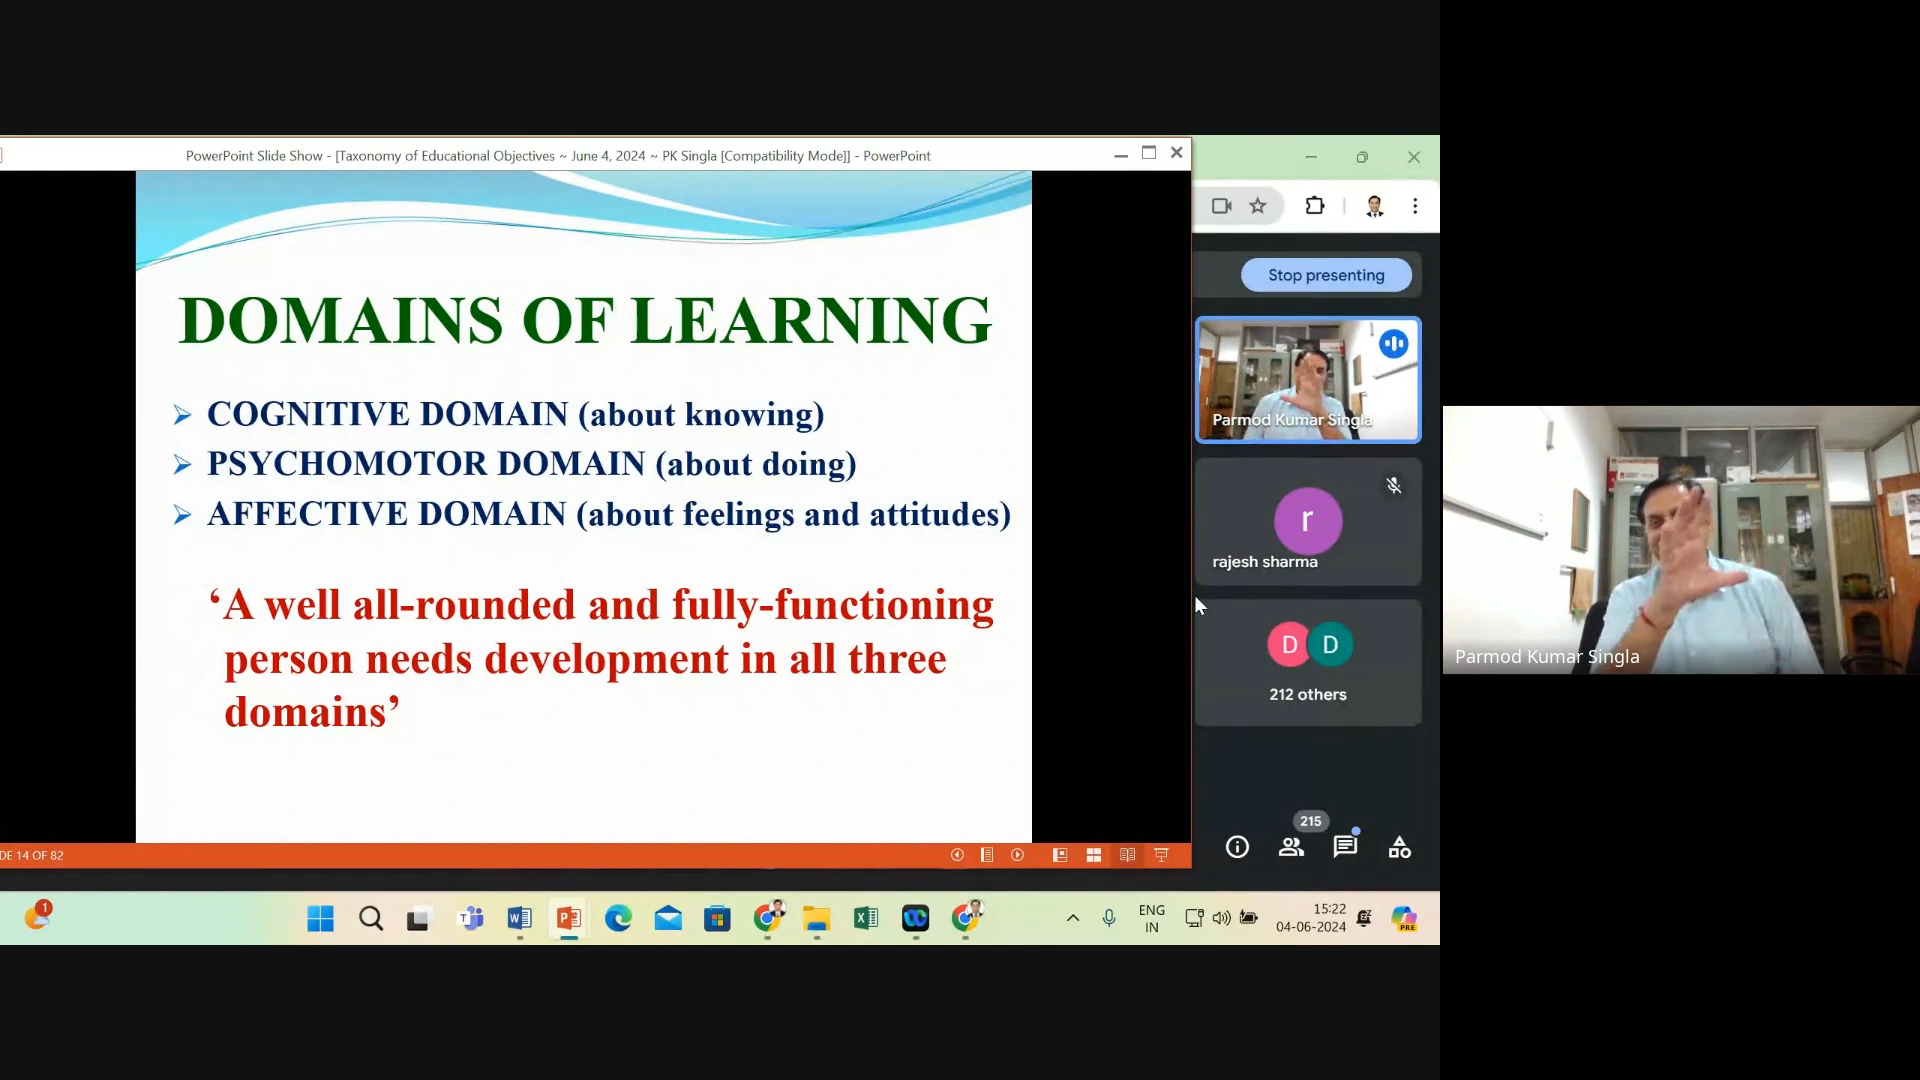 PowerPoint Slide Show - [Taxonomy of Educational Objectives ~ June 4, 2024 ~ PK Singla [Compatibility Mode]] - PowerPoint
DOMAINS OF LEARNING
COGNITIVE DOMAIN (about knowing)
PSYCHOMOTOR DOMAIN (about doing)
AFFECTIVE DOMAIN (about feelings and attitudes)
‘A well all-rounded and fully-functioning
person needs development in all three
domains’
DE 14 OF 82
Stop presenting
Parmod Kumar Singla
r
rajesh sharma
D D
212 others
215
Parmod Kumar Singla
1
ENG
IN
15:22
04-06-2024
PRE